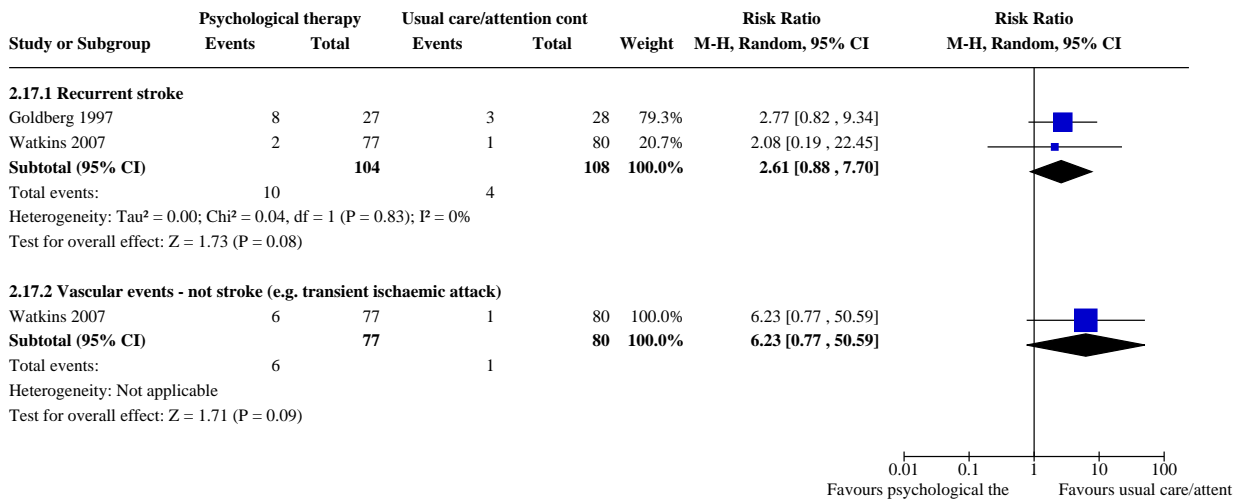 Psychological therapy Usual care/attention cont Risk Ratio Risk Ratio
Study or Subgroup Events Total Events Total Weight M-H, Random, 95% CI M-H, Random, 95% CI
2.17.1 Recurrent stroke
Goldberg 1997 8 27 3 28 79.3% 2.77 [0.82 , 9.34]
Watkins 2007 2 77 1 80 20.7% 2.08 [0.19 , 22.45]
Subtotal (95% CI) 104 108 100.0% 2.61 [0.88 , 7.70]
Total events: 10 4
Heterogeneity: Tau² = 0.00; Chi² = 0.04, df = 1 (P = 0.83); I² = 0%
Test for overall effect: Z = 1.73 (P = 0.08)
2.17.2 Vascular events - not stroke (e.g. transient ischaemic attack)
Watkins 2007 6 77 1 80 100.0% 6.23 [0.77 , 50.59]
Subtotal (95% CI) 77 80 100.0% 6.23 [0.77 , 50.59]
Total events: 6 1
Heterogeneity: Not applicable
Test for overall effect: Z = 1.71 (P = 0.09)
0.01 0.1 1 10 100
Favours psychological the Favours usual care/attent